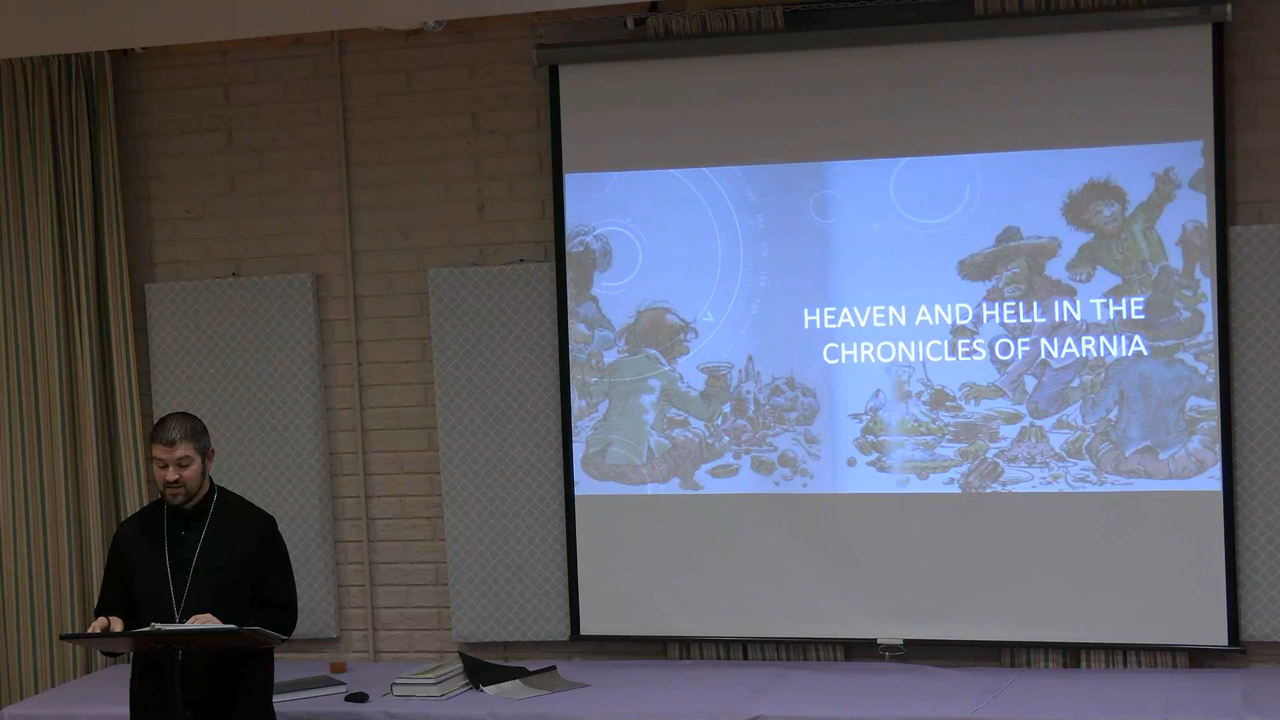 HEAVEN AND HELL IN THE
CHRONICLES OF NARNIA